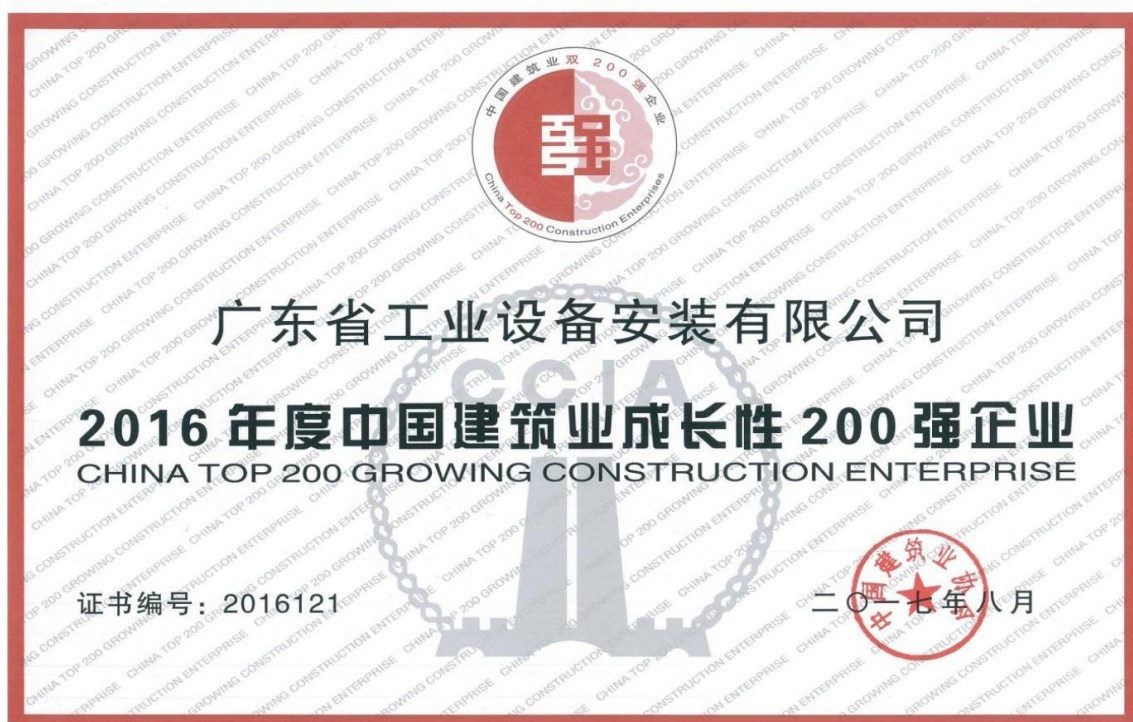 中国建筑业双200强企业
百强
China Top 200 Construction Enterprises
广东省工业设备安装有限公司
CCIA
2016年度中国建筑业成长性200强企业
CHINA TOP 200 GROWING CONSTRUCTION ENTERPRISE
证书编号：2016121
二〇一七年八月
中国建筑业协会